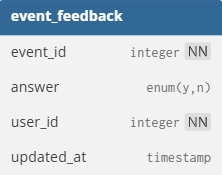 event_feedback
event_id integer NN
answer enum(y,n)
user_id integer NN
updated_at timestamp